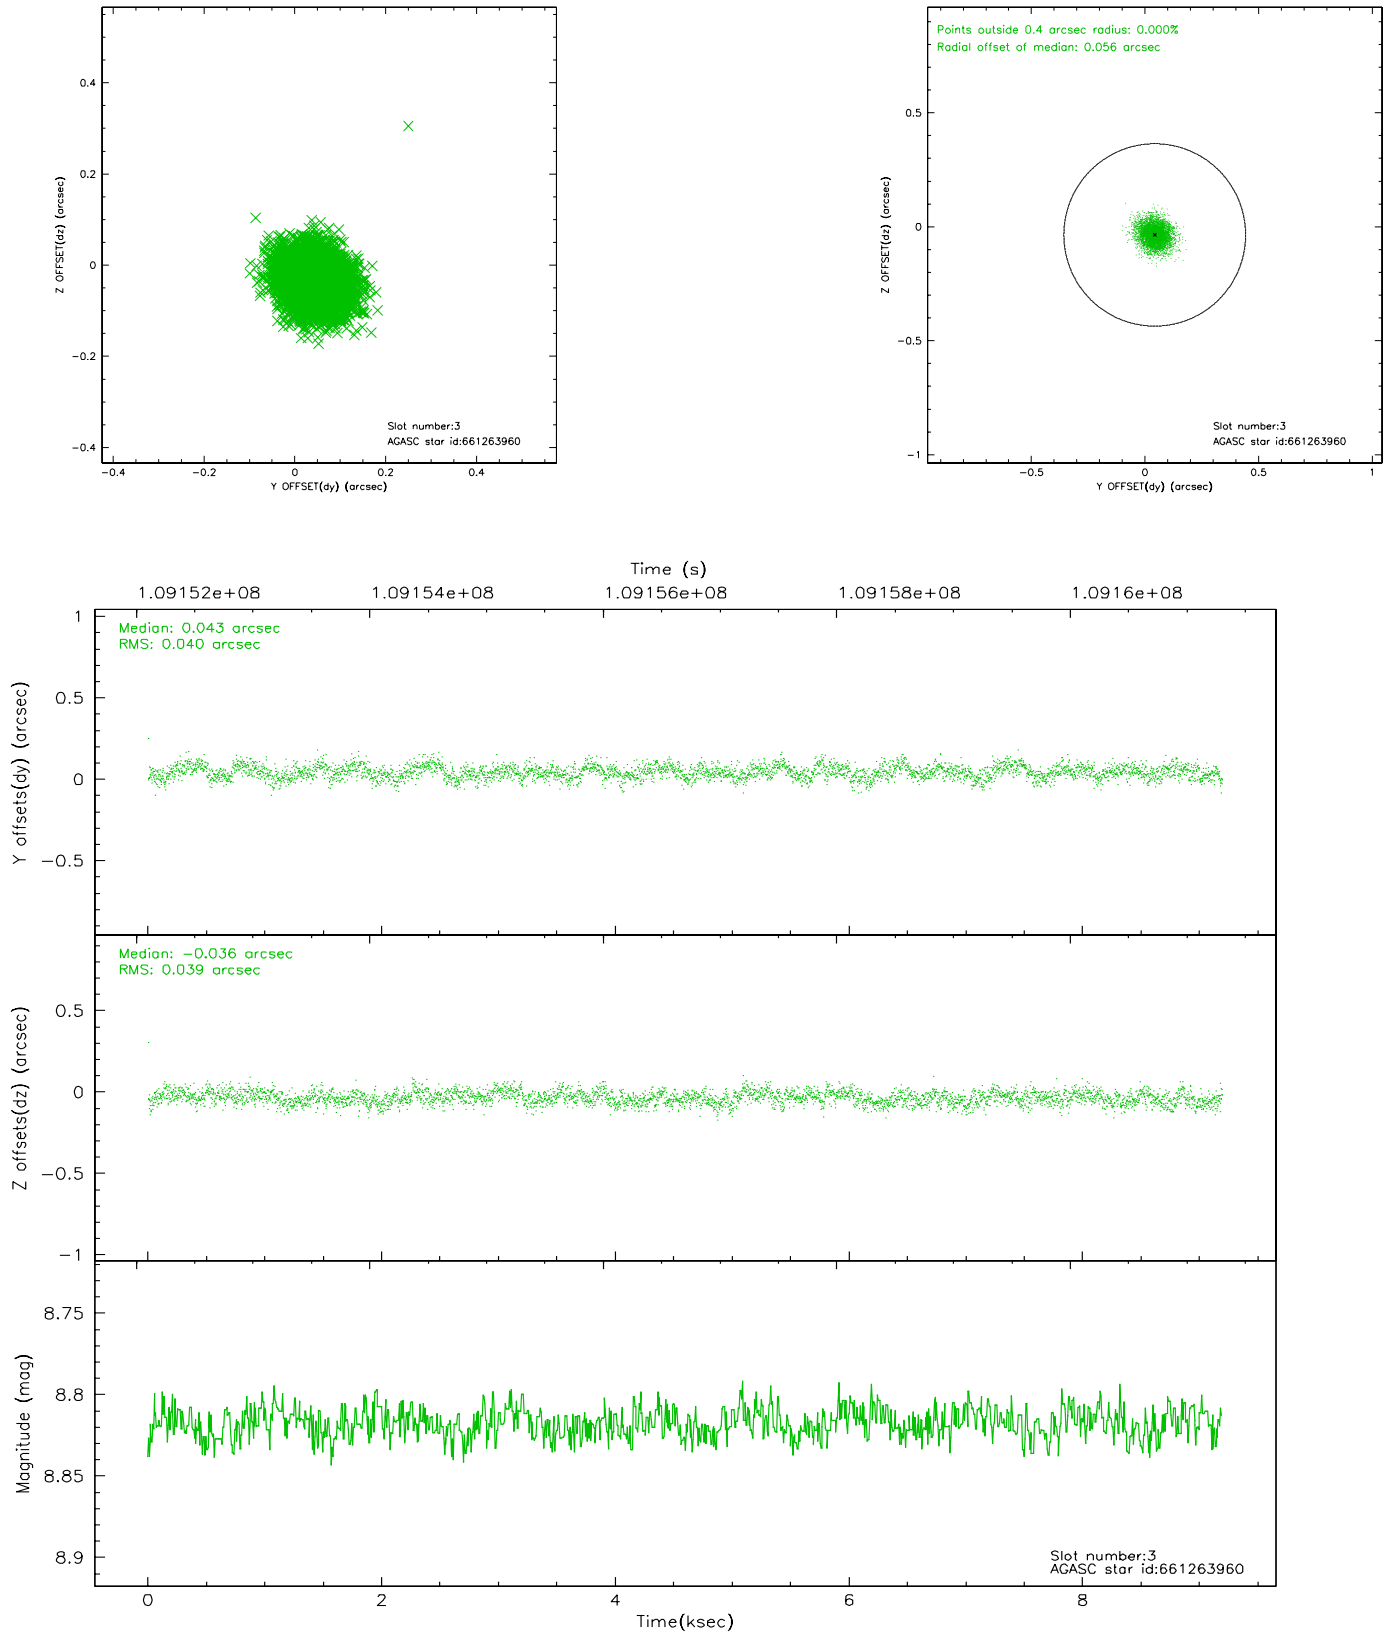 0.4
0.2
0
−0.2
−0.4
Z OFFSET(dz) (arcsec)
Slot number:3
AGASC star id:661263960
−0.4 −0.2 0 0.2 0.4
Y OFFSET(dy) (arcsec)
Points outside 0.4 arcsec radius: 0.000%
Radial offset of median: 0.056 arcsec
0.5
0
−0.5
−1
Z OFFSET(dz) (arcsec)
Slot number:3
AGASC star id:661263960
−0.5 0 0.5 1
Y OFFSET(dy) (arcsec)
Time (s)
1.09152e+08 1.09154e+08 1.09156e+08 1.09158e+08 1.0916e+08
Median: 0.043 arcsec
RMS: 0.040 arcsec
1
0.5
0
−0.5
Y offsets(dy) (arcsec)
Median: −0.036 arcsec
RMS: 0.039 arcsec
0.5
0
−0.5
−1
Z offsets(dz) (arcsec)
8.75
8.8
8.85
8.9
Magnitude (mag)
Slot number:3
AGASC star id:661263960
0 2 4 6 8
Time(ksec)